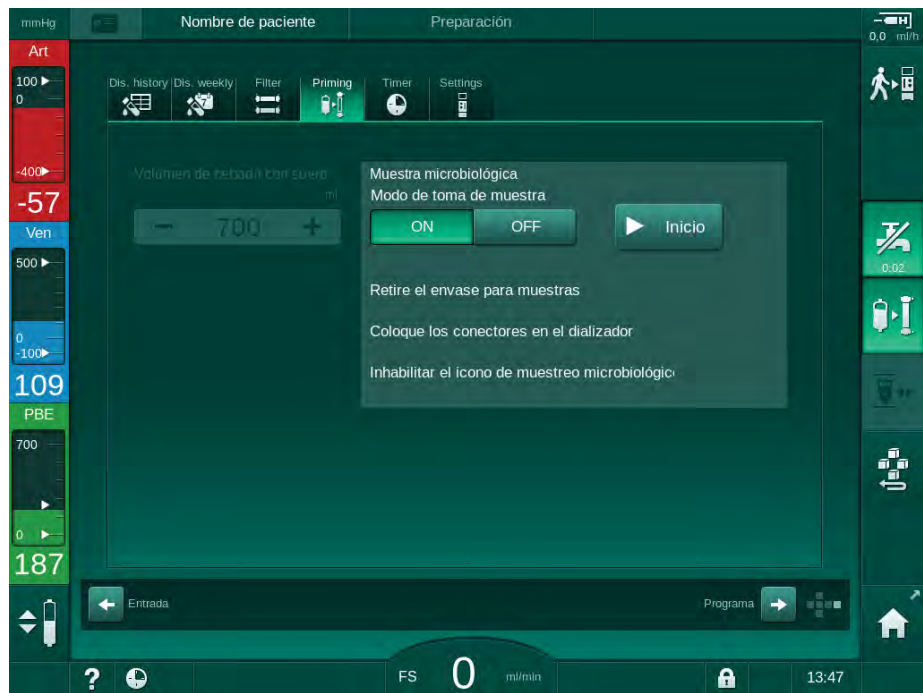 mmHg
Nombre de paciente
Preparación
0,0 ml/h
Art
100
0
-400
-57
Ven
500
0
-100
109
PBE
700
0
187
Dis. history
Dis. weekly
Filter
Priming
Timer
Settings
7
Volumen de cebado con suero
ml
− 700 +
Muestra microbiológica
Modo de toma de muestra
ON
OFF
Inicio
Retire el envase para muestras
Coloque los conectores en el dializador
Inhabilitar el icono de muestreo microbiológic
0:02
Entrada
Programa
?
FS
0
ml/min
13:47